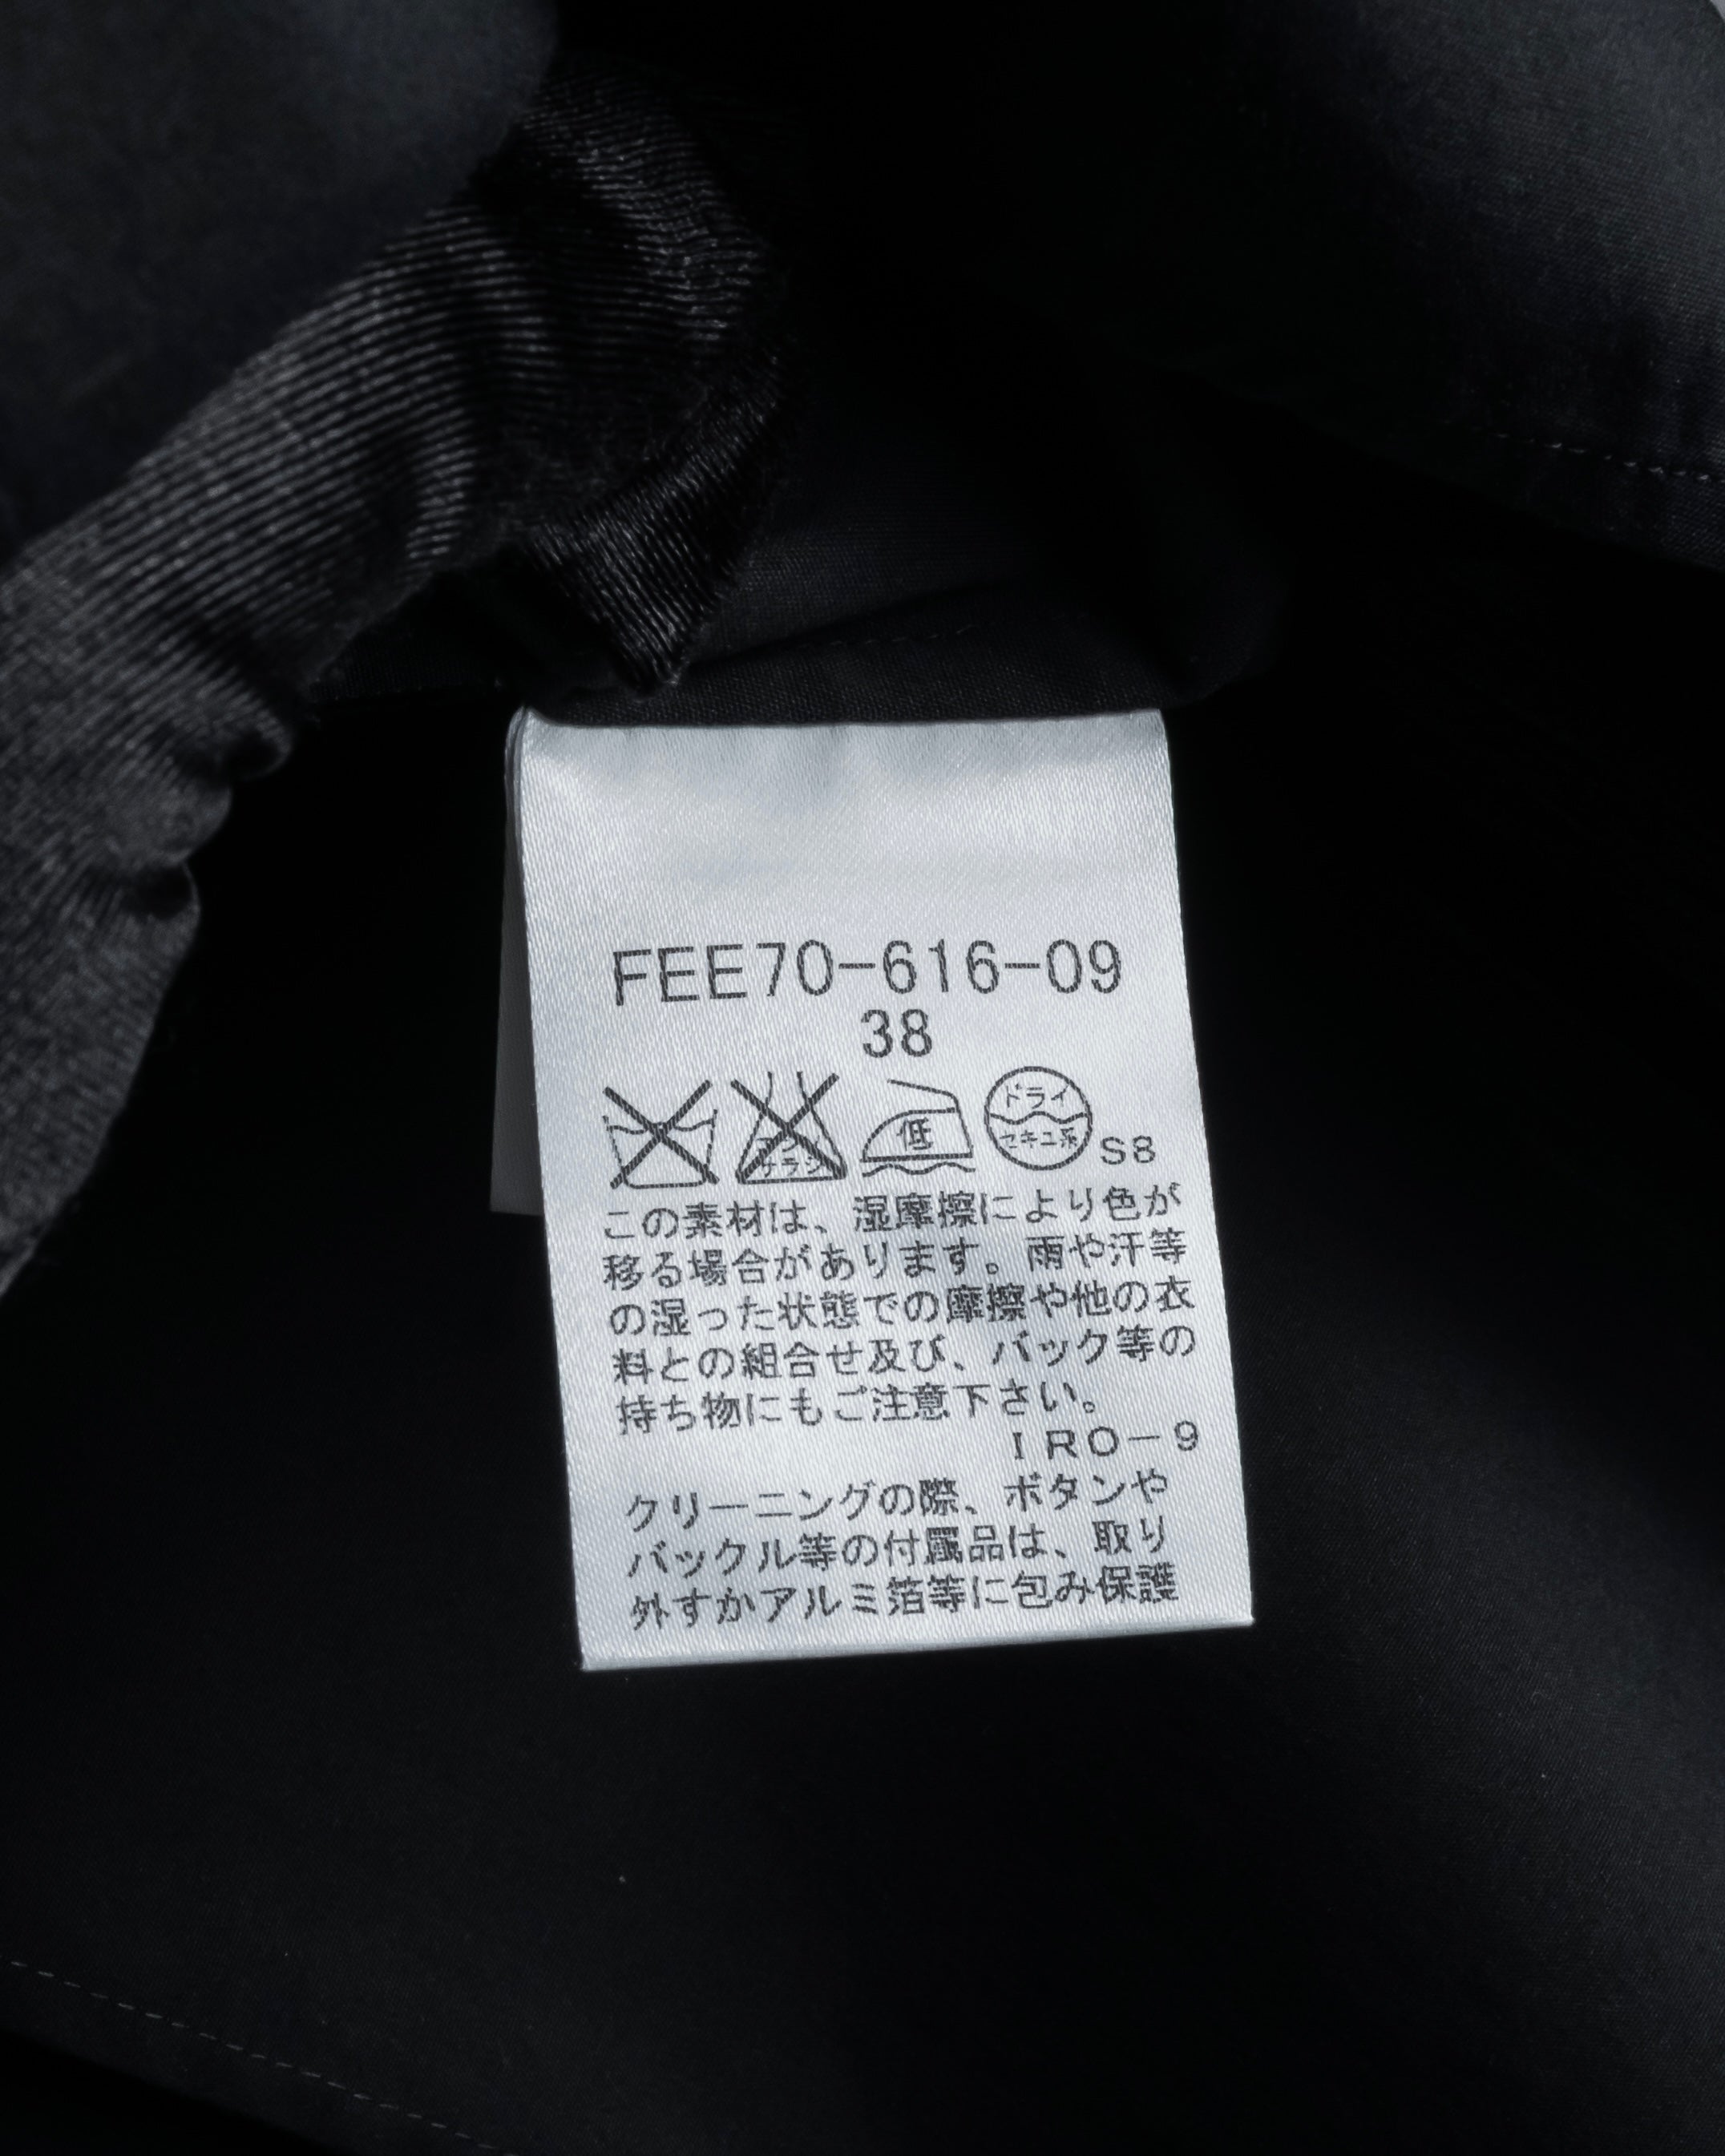 FEE70-616-09
38
ドライ
セキユ系
低
サラシ
S8
この素材は、湿摩擦により色が
移る場合があります。雨や汗等
の湿った状態での摩擦や他の衣
料との組合せ及び、バック等の
持ち物にもご注意下さい。
IRO-9
クリーニングの際、ボタンや
バックル等の付属品は、取り
外すかアルミ箔等に包み保護